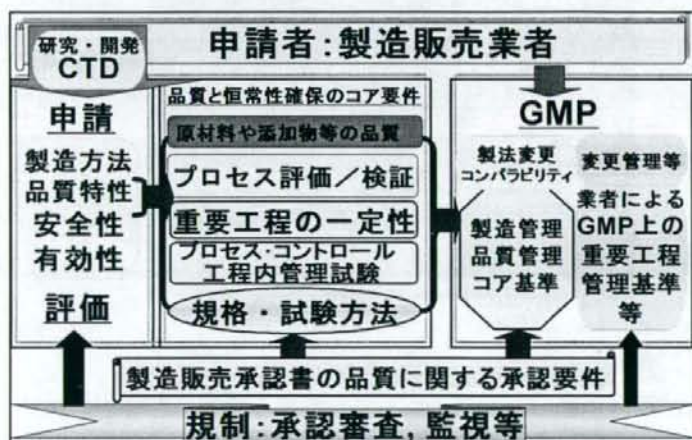 申請者：製造販売業者
研究・開発
CTD
申請
製造方法
品質特性
安全性
有効性
評価
品質と恒常性確保のコア要件
原材料や添加物等の品質
プロセス評価／検証
重要工程の一定性
プロセス・コントロール
工程内管理試験
規格・試験方法
GMP
製法変更
コンパラビリティ
製造管理
品質管理
コア基準
変更管理等
業者による
GMP上の
重要工程
管理基準
等
製造販売承認書の品質に関する承認要件
規制：承認審査，監視等